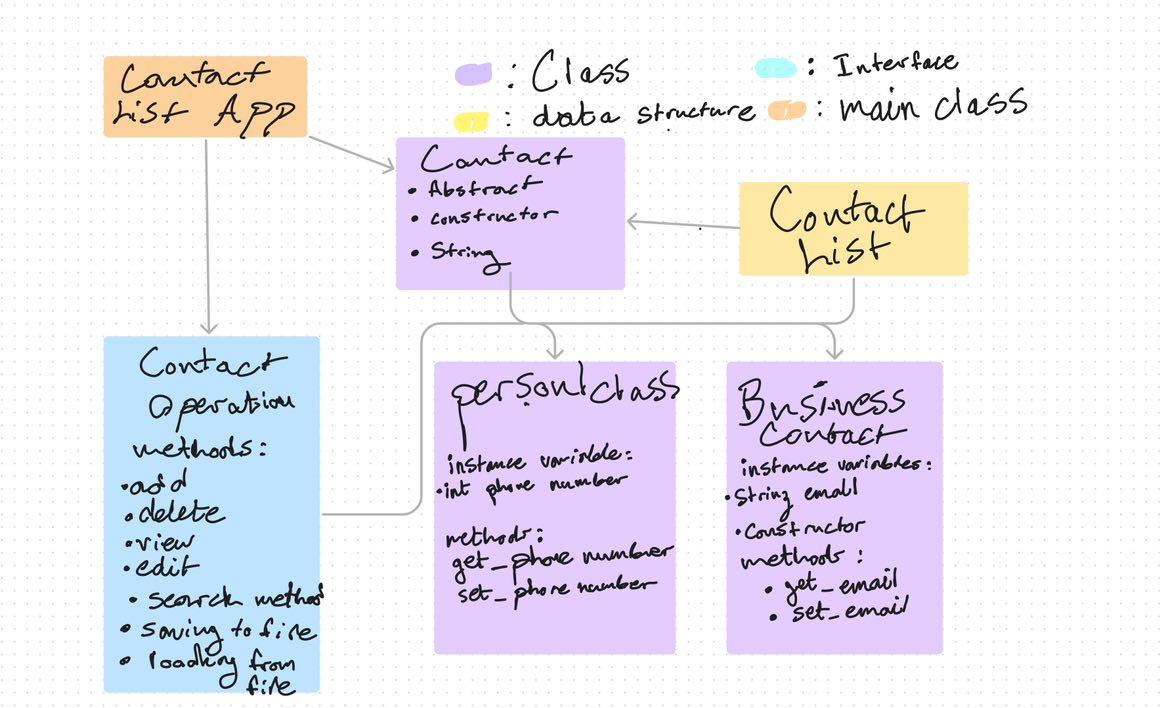 Contact
List App
: Class
: Interface
: data structure
: main class
Contact
• Abstract
• constructor
• String
Contact
List
Contact
Operation
methods:
• add
• delete
• view
• edit
• search method
• saving to file
• loading from
file
personl class
instance variable:
• int phone number
methods:
get_phone number
set_phone number
Business
Contact
instance variables:
• String email
• Constructor
methods:
• get_email
• set_email